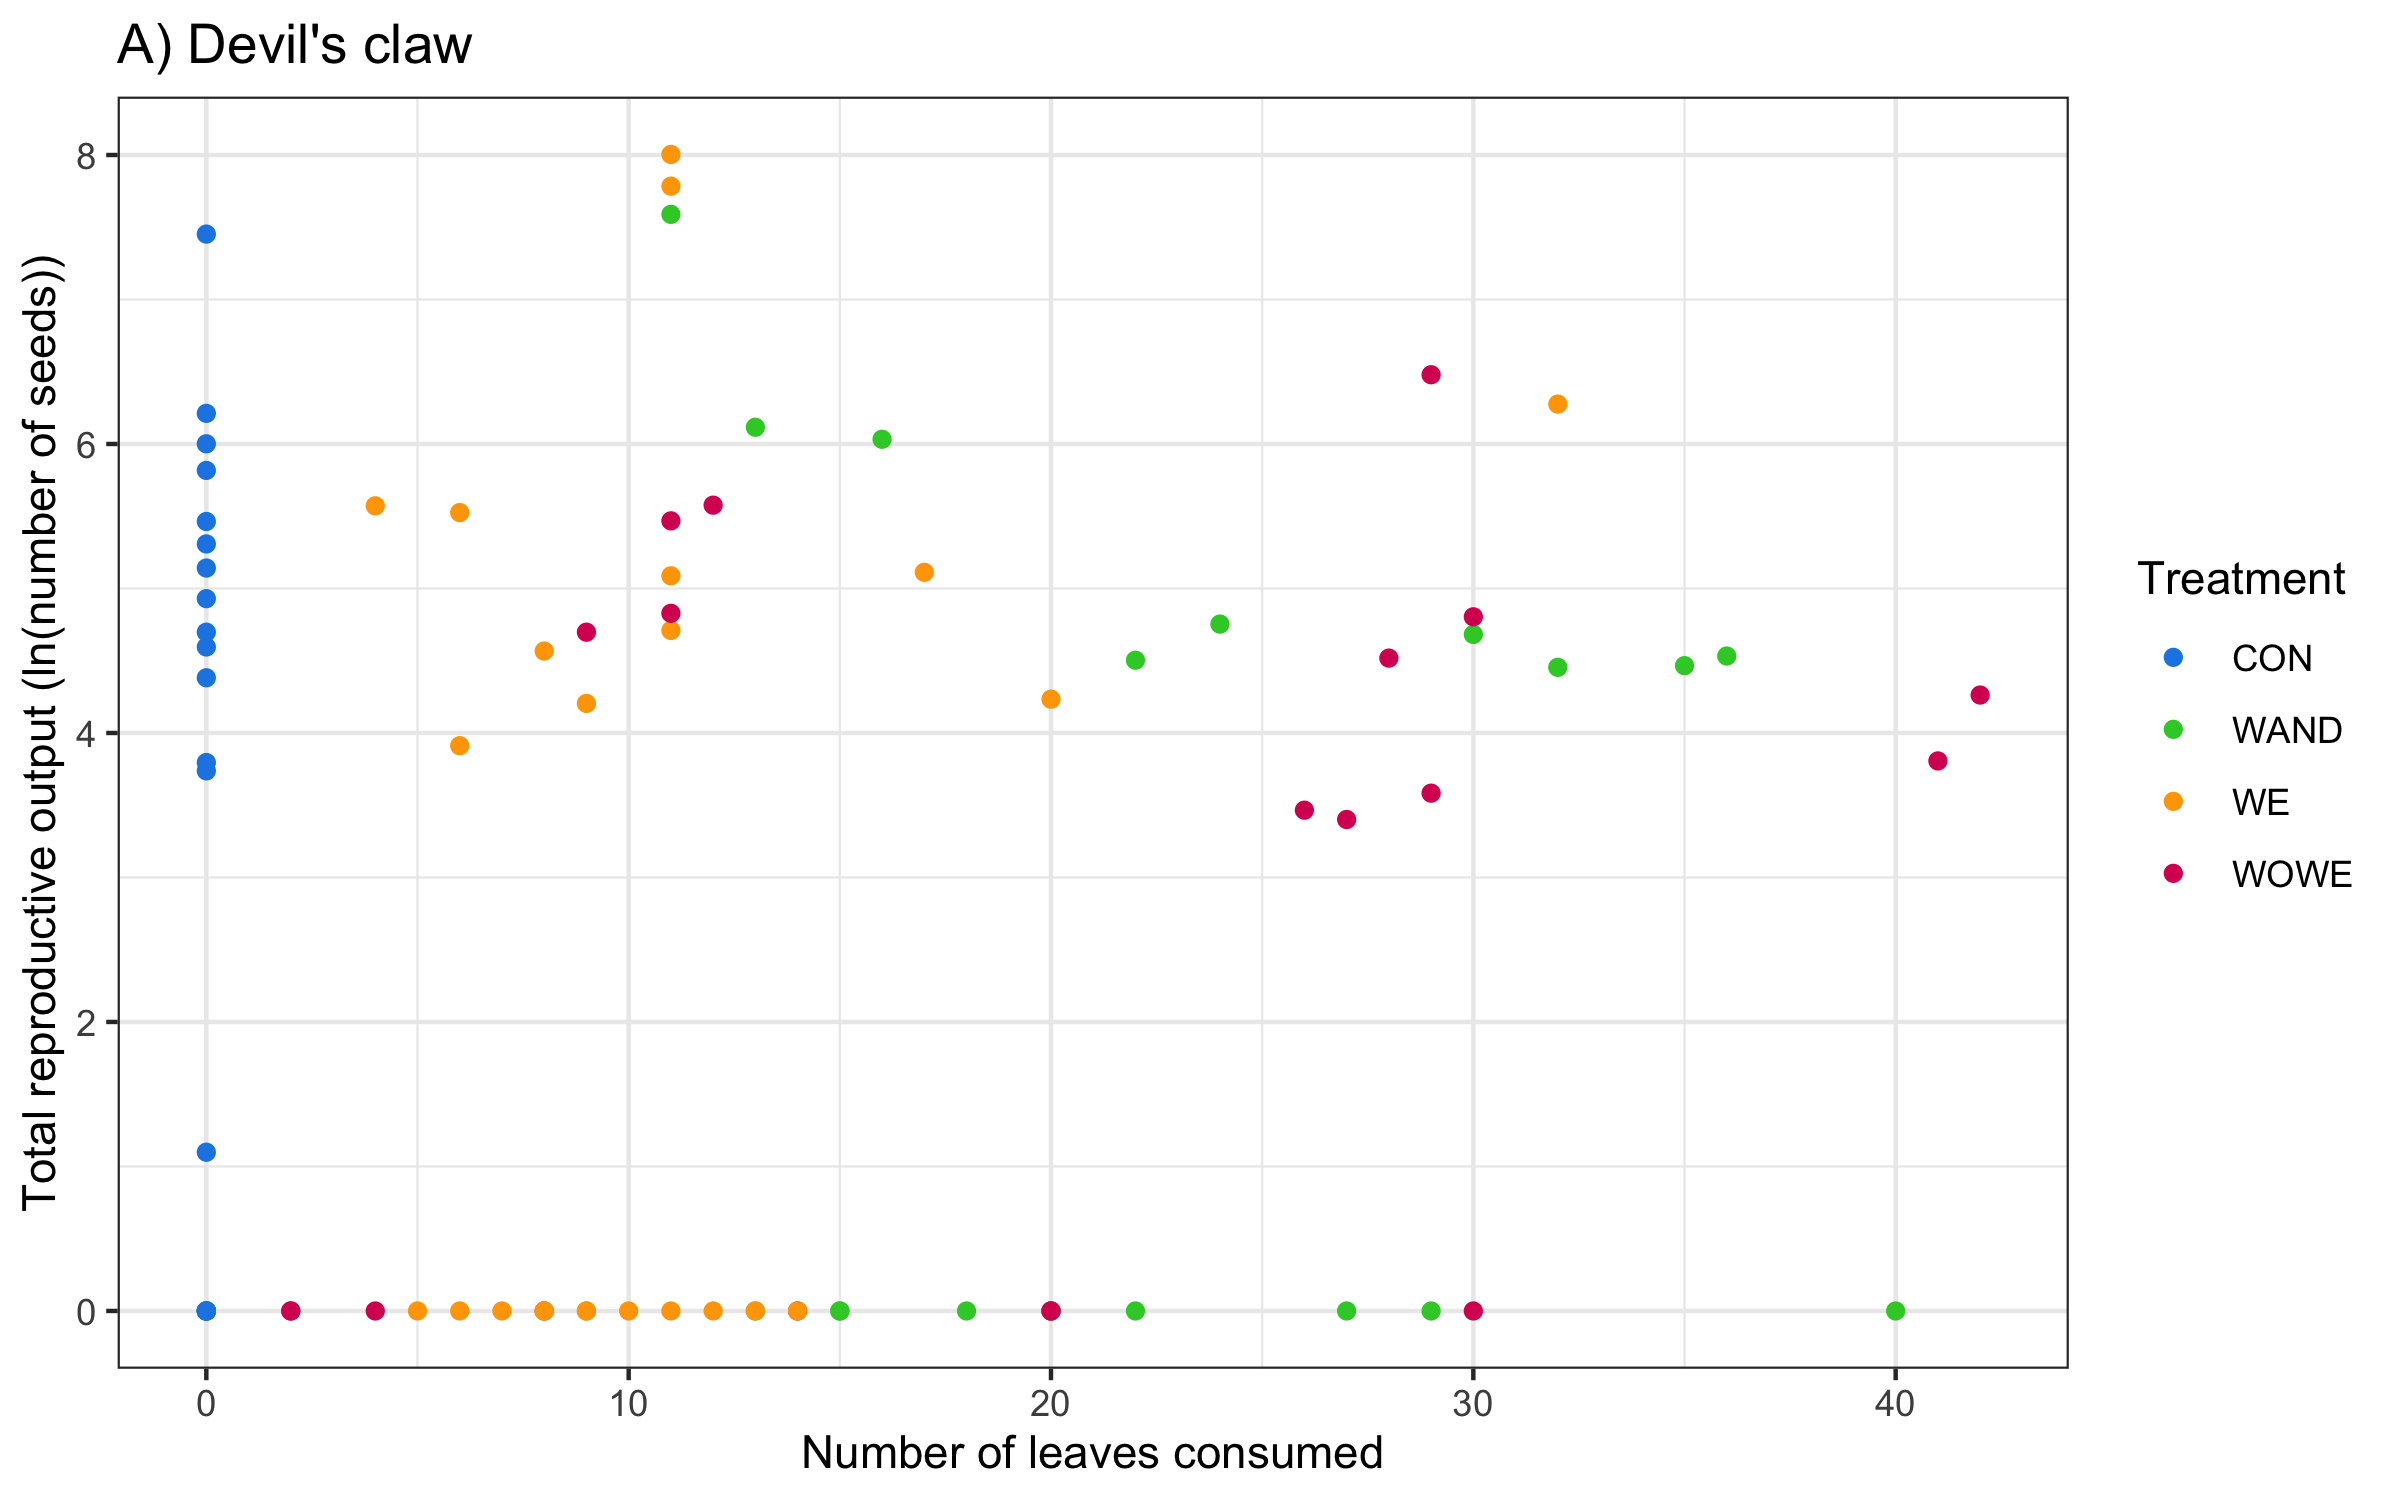 A) Devil's claw
Total reproductive output (ln(number of seeds))
8
6
4
2
0
0 10 20 30 40
Number of leaves consumed
Treatment
CON
WAND
WE
WOWE